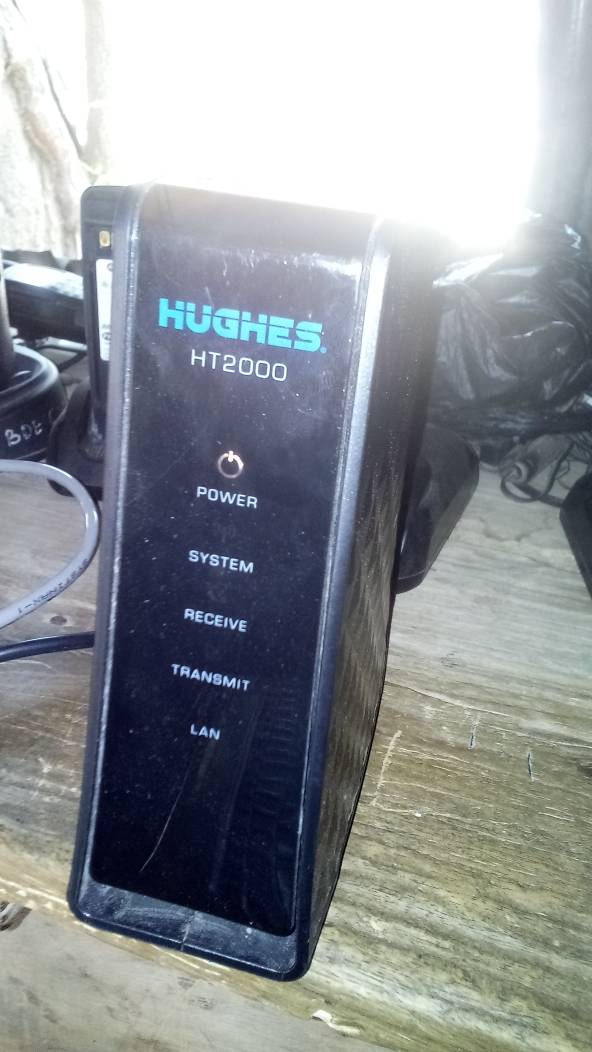 HUGHES.
HT2000
POWER
SYSTEM
RECEIVE
TRANSMIT
LAN